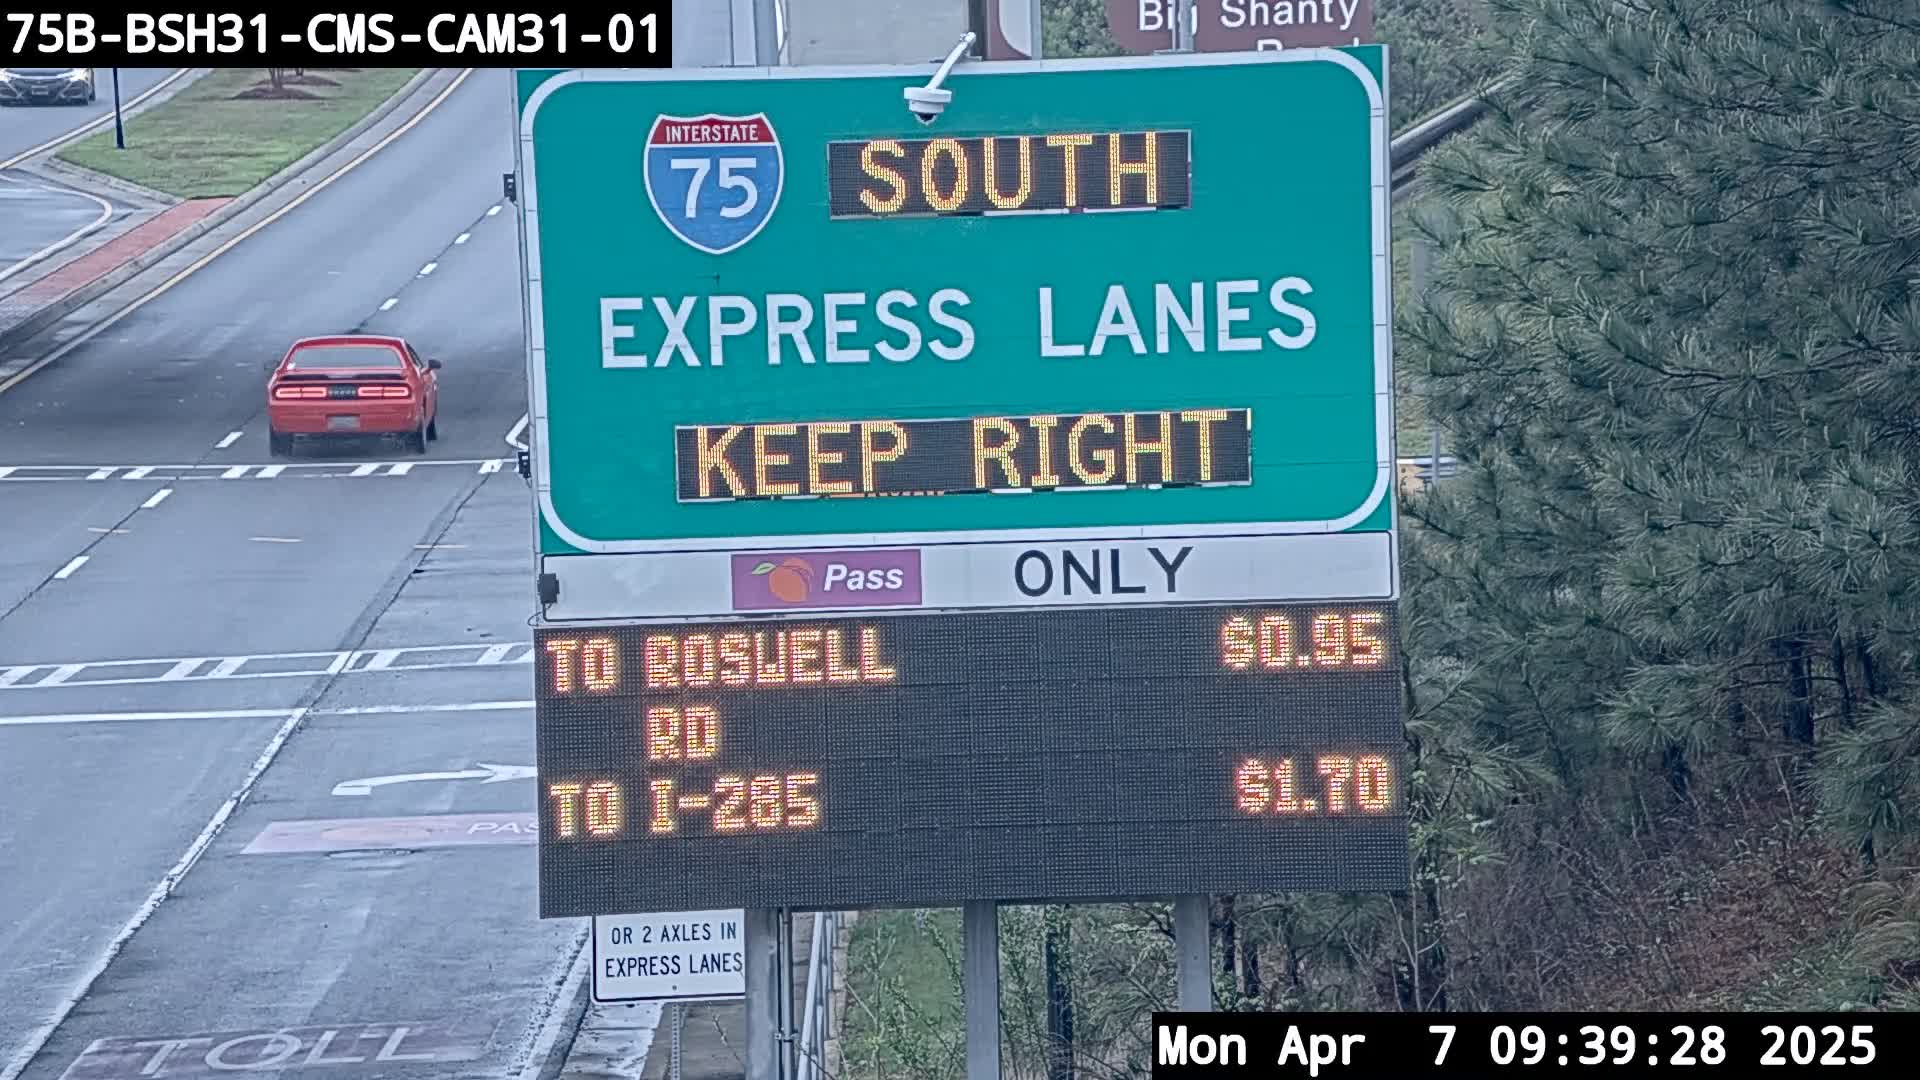 75B-BSH31-CMS-CAM31-01
Big Shanty
Road
INTERSTATE
75
SOUTH
EXPRESS LANES
KEEP RIGHT
Pass ONLY
TO ROSWELL $0.95
RD
TO I-285 $1.70
PAS
OR 2 AXLES IN
EXPRESS LANES
TOLL
Mon Apr 7 09:39:28 2025